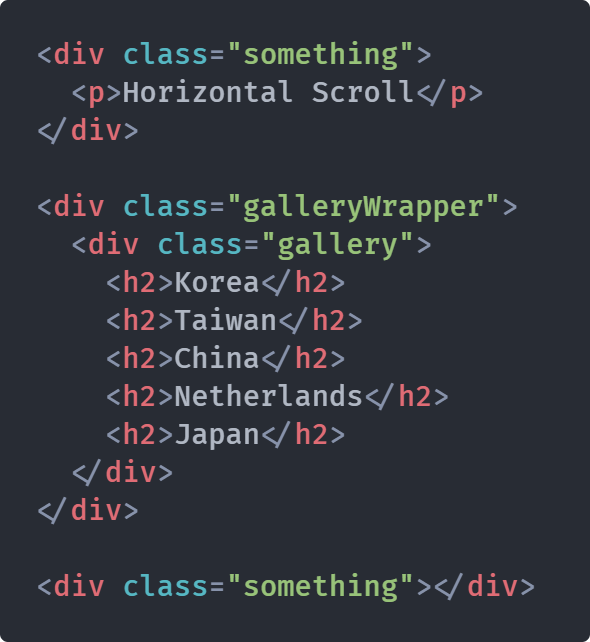 <div class="something">
  <p>Horizontal Scroll</p>
</div>

<div class="galleryWrapper">
  <div class="gallery">
    <h2>Korea</h2>
    <h2>Taiwan</h2>
    <h2>China</h2>
    <h2>Netherlands</h2>
    <h2>Japan</h2>
  </div>
</div>

<div class="something"></div>